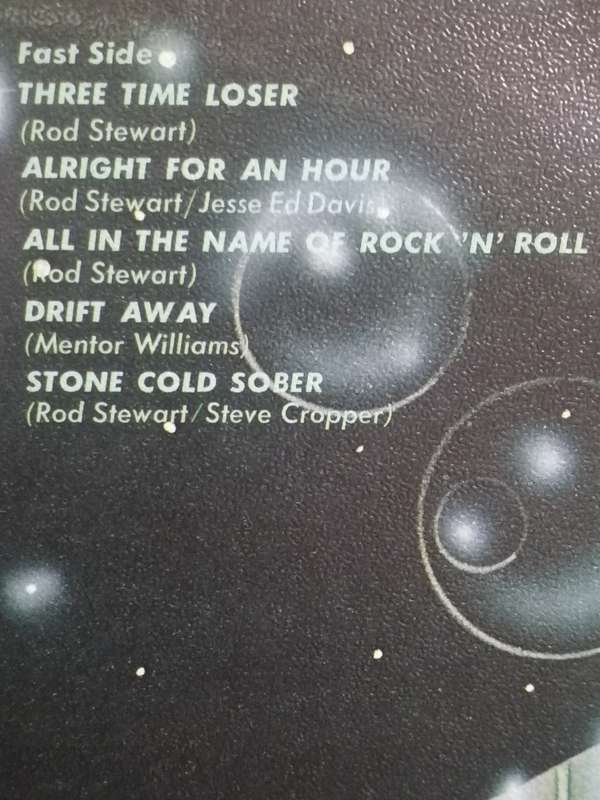 Fast Side
THREE TIME LOSER
(Rod Stewart)
ALRIGHT FOR AN HOUR
(Rod Stewart/Jesse Ed Davis)
ALL IN THE NAME OF ROCK 'N' ROLL
(Rod Stewart)
DRIFT AWAY
(Mentor Williams)
STONE COLD SOBER
(Rod Stewart/Steve Cropper)